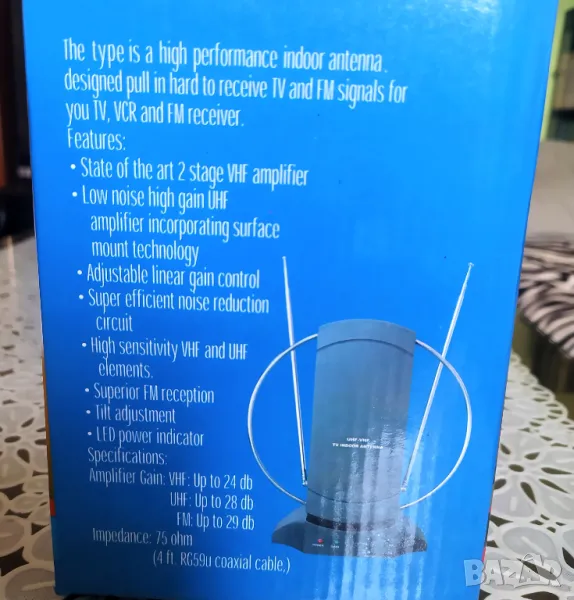 The type is a high performance indoor antenna.
designed pull in hard to receive TV and FM signals for
you TV, VCR and FM receiver.
Features:
• State of the art 2 stage VHF amplifier
• Low noise high gain UHF
amplifier incorporating surface
mount technology
• Adjustable linear gain control
• Super efficient noise reduction
circuit
• High sensitivity VHF and UHF
elements.
• Superior FM reception
• Tilt adjustment
• LED power indicator
Specifications:
Amplifier Gain: VHF: Up to 24 db
UHF: Up to 28 db
FM: Up to 29 db
Impedance: 75 ohm
(4 ft. RG59u coaxial cable,)
UHF/VHF
TV INDOOR ANTENNA
BAZAR